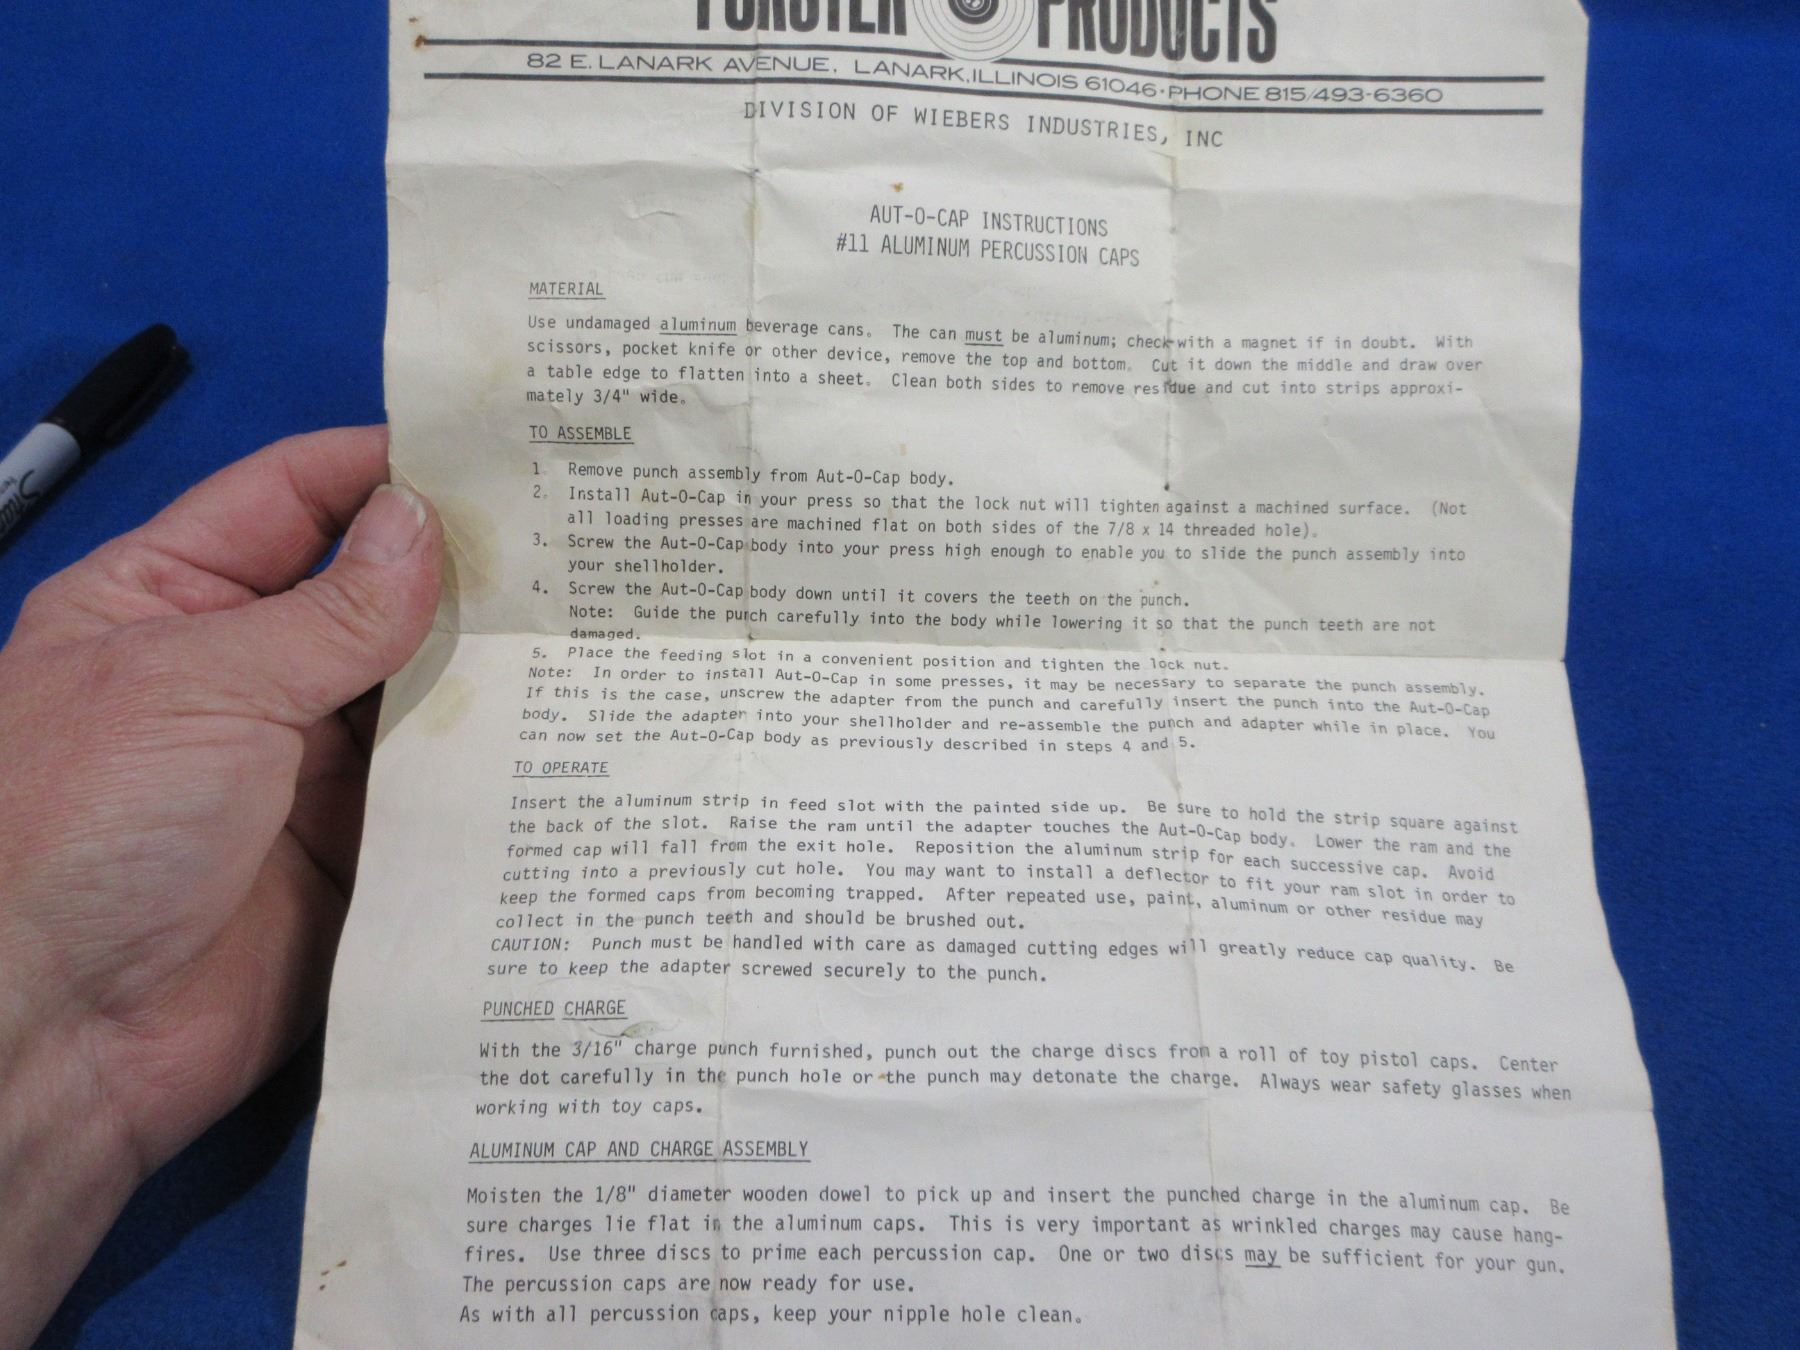 FORSTER PRODUCTS
82 E. LANARK AVENUE, LANARK, ILLINOIS 61046 · PHONE 815/493-6360
DIVISION OF WIEBERS INDUSTRIES, INC
AUT-O-CAP INSTRUCTIONS
#11 ALUMINUM PERCUSSION CAPS
MATERIAL
Use undamaged aluminum beverage cans. The can must be aluminum; check with a magnet if in doubt. With
scissors, pocket knife or other device, remove the top and bottom. Cut it down the middle and draw over
a table edge to flatten into a sheet. Clean both sides to remove residue and cut into strips approxi-
mately 3/4" wide.
TO ASSEMBLE
1. Remove punch assembly from Aut-O-Cap body.
2. Install Aut-O-Cap in your press so that the lock nut will tighten against a machined surface. (Not
all loading presses are machined flat on both sides of the 7/8 x 14 threaded hole).
3. Screw the Aut-O-Cap body into your press high enough to enable you to slide the punch assembly into
your shellholder.
4. Screw the Aut-O-Cap body down until it covers the teeth on the punch.
Note: Guide the punch carefully into the body while lowering it so that the punch teeth are not
damaged.
5. Place the feeding slot in a convenient position and tighten the lock nut.
Note: In order to install Aut-O-Cap in some presses, it may be necessary to separate the punch assembly.
If this is the case, unscrew the adapter from the punch and carefully insert the punch into the Aut-O-Cap
body. Slide the adapter into your shellholder and re-assemble the punch and adapter while in place. You
can now set the Aut-O-Cap body as previously described in steps 4 and 5.
TO OPERATE
Insert the aluminum strip in feed slot with the painted side up. Be sure to hold the strip square against
the back of the slot. Raise the ram until the adapter touches the Aut-O-Cap body. Lower the ram and the
formed cap will fall from the exit hole. Reposition the aluminum strip for each successive cap. Avoid
cutting into a previously cut hole. You may want to install a deflector to fit your ram slot in order to
keep the formed caps from becoming trapped. After repeated use, paint, aluminum or other residue may
collect in the punch teeth and should be brushed out.
CAUTION: Punch must be handled with care as damaged cutting edges will greatly reduce cap quality. Be
sure to keep the adapter screwed securely to the punch.
PUNCHED CHARGE
With the 3/16" charge punch furnished, punch out the charge discs from a roll of toy pistol caps. Center
the dot carefully in the punch hole or the punch may detonate the charge. Always wear safety glasses when
working with toy caps.
ALUMINUM CAP AND CHARGE ASSEMBLY
Moisten the 1/8" diameter wooden dowel to pick up and insert the punched charge in the aluminum cap. Be
sure charges lie flat in the aluminum caps. This is very important as wrinkled charges may cause hang-
fires. Use three discs to prime each percussion cap. One or two discs may be sufficient for your gun.
The percussion caps are now ready for use.
As with all percussion caps, keep your nipple hole clean.